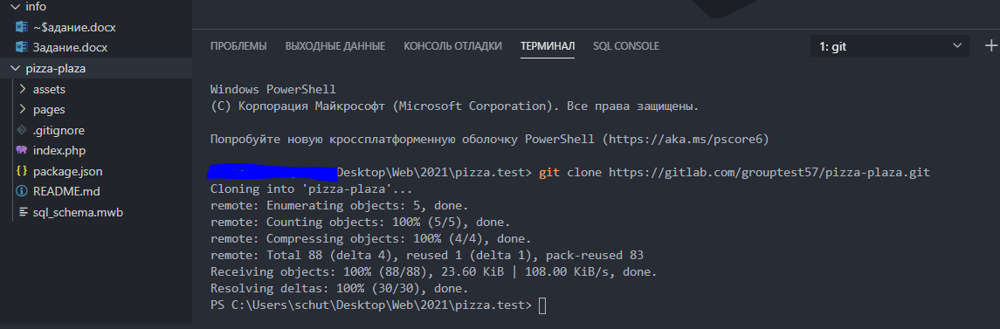 info
~$адание.docx
Задание.docx
pizza-plaza
assets
pages
.gitignore
index.php
package.json
README.md
sql_schema.mwb
ПРОБЛЕМЫ ВЫХОДНЫЕ ДАННЫЕ КОНСОЛЬ ОТЛАДКИ ТЕРМИНАЛ SQL CONSOLE 1: git
Windows PowerShell
(C) Корпорация Майкрософт (Microsoft Corporation). Все права защищены.
Попробуйте новую кроссплатформенную оболочку PowerShell (https://aka.ms/pscore6)
Desktop\Web\2021\pizza.test> git clone https://gitlab.com/grouptest57/pizza-plaza.git
Cloning into 'pizza-plaza'...
remote: Enumerating objects: 5, done.
remote: Counting objects: 100% (5/5), done.
remote: Compressing objects: 100% (4/4), done.
remote: Total 88 (delta 4), reused 1 (delta 1), pack-reused 83
Receiving objects: 100% (88/88), 23.60 KiB | 108.00 KiB/s, done.
Resolving deltas: 100% (30/30), done.
PS C:\Users\schut\Desktop\Web\2021\pizza.test>